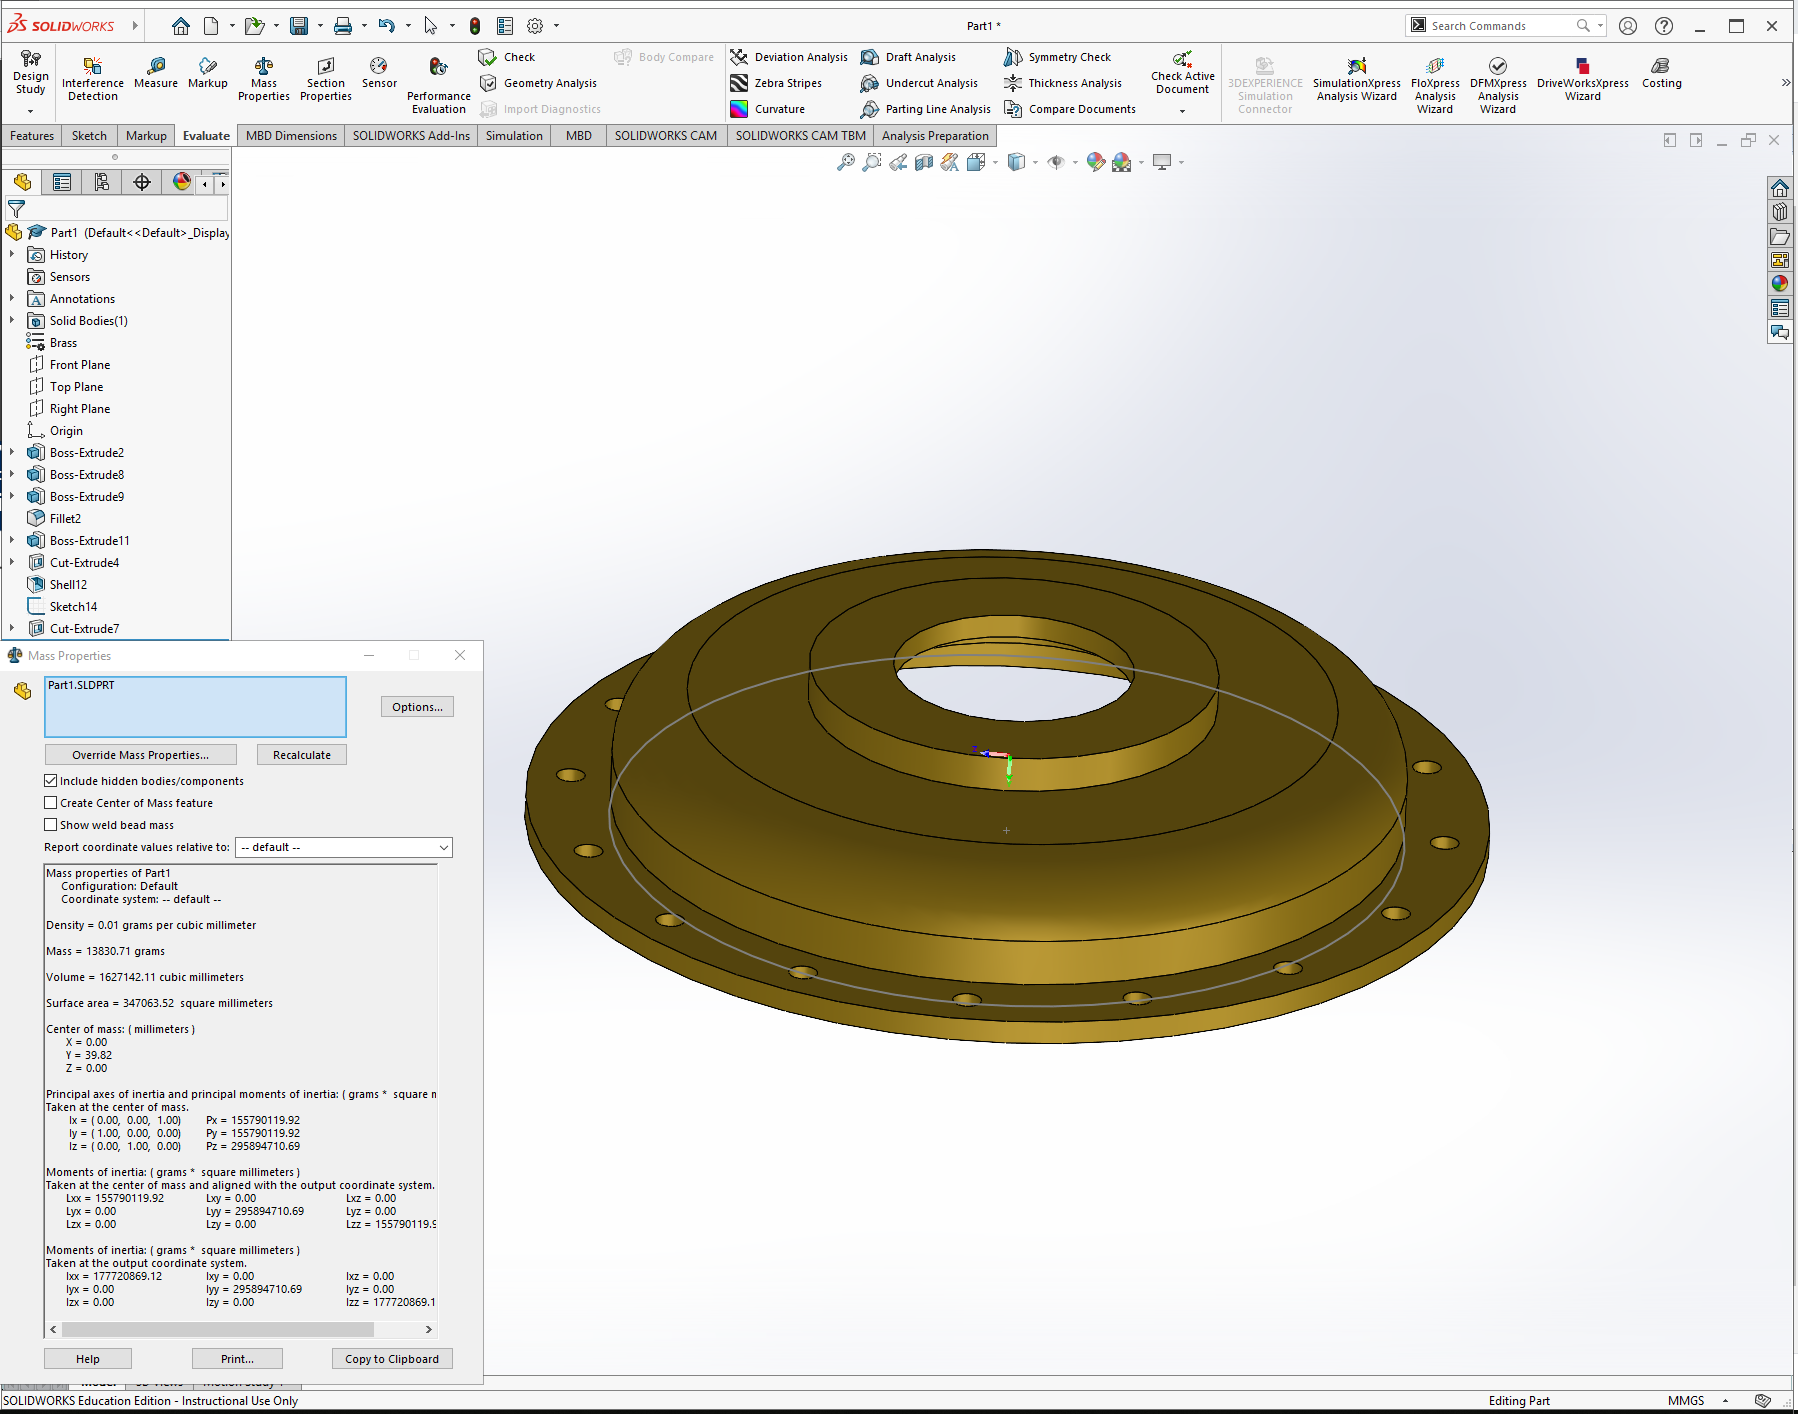 SOLIDWORKS
Part1 *
Search Commands
Design Study
Interference Detection
Measure
Markup
Mass Properties
Section Properties
Sensor
Performance Evaluation
Check
Geometry Analysis
Import Diagnostics
Body Compare
Deviation Analysis
Zebra Stripes
Curvature
Draft Analysis
Undercut Analysis
Parting Line Analysis
Symmetry Check
Thickness Analysis
Compare Documents
Check Active Document
3DEXPERIENCE Simulation Connector
SimulationXpress Analysis Wizard
FloXpress Analysis Wizard
DFMXpress Analysis Wizard
DriveWorksXpress Wizard
Costing
Features
Sketch
Markup
Evaluate
MBD Dimensions
SOLIDWORKS Add-Ins
Simulation
MBD
SOLIDWORKS CAM
SOLIDWORKS CAM TBM
Analysis Preparation
Part1 (Default<<Default>_Display
History
Sensors
Annotations
Solid Bodies(1)
Brass
Front Plane
Top Plane
Right Plane
Origin
Boss-Extrude2
Boss-Extrude8
Boss-Extrude9
Fillet2
Boss-Extrude11
Cut-Extrude4
Shell12
Sketch14
Cut-Extrude7
Mass Properties
Part1.SLDPRT
Options...
Override Mass Properties...
Recalculate
Include hidden bodies/components
Create Center of Mass feature
Show weld bead mass
Report coordinate values relative to: -- default --
Mass properties of Part1
Configuration: Default
Coordinate system: -- default --
Density = 0.01 grams per cubic millimeter
Mass = 13830.71 grams
Volume = 1627142.11 cubic millimeters
Surface area = 347063.52 square millimeters
Center of mass: ( millimeters )
X = 0.00
Y = 39.82
Z = 0.00
Principal axes of inertia and principal moments of inertia: ( grams * square m
Taken at the center of mass.
Ix = ( 0.00, 0.00, 1.00) Px = 155790119.92
Iy = ( 1.00, 0.00, 0.00) Py = 155790119.92
Iz = ( 0.00, 1.00, 0.00) Pz = 295894710.69
Moments of inertia: ( grams * square millimeters )
Taken at the center of mass and aligned with the output coordinate system.
Lxx = 155790119.92 Lxy = 0.00 Lxz = 0.00
Lyx = 0.00 Lyy = 295894710.69 Lyz = 0.00
Lzx = 0.00 Lzy = 0.00 Lzz = 155790119.9
Moments of inertia: ( grams * square millimeters )
Taken at the output coordinate system.
Ixx = 177720869.12 Ixy = 0.00 Ixz = 0.00
Iyx = 0.00 Iyy = 295894710.69 Iyz = 0.00
Izx = 0.00 Izy = 0.00 Izz = 177720869.1
Help
Print...
Copy to Clipboard
SOLIDWORKS Education Edition - Instructional Use Only
Editing Part
MMGS